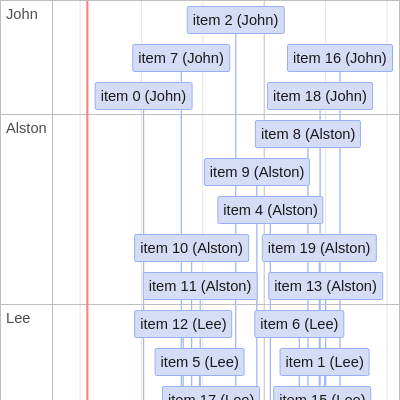 John
item 2 (John)
item 7 (John)
item 16 (John)
item 0 (John)
item 18 (John)
Alston
item 8 (Alston)
item 9 (Alston)
item 4 (Alston)
item 10 (Alston)
item 19 (Alston)
item 11 (Alston)
item 13 (Alston)
Lee
item 12 (Lee)
item 6 (Lee)
item 5 (Lee)
item 1 (Lee)
item 17 (Lee)
item 15 (Lee)